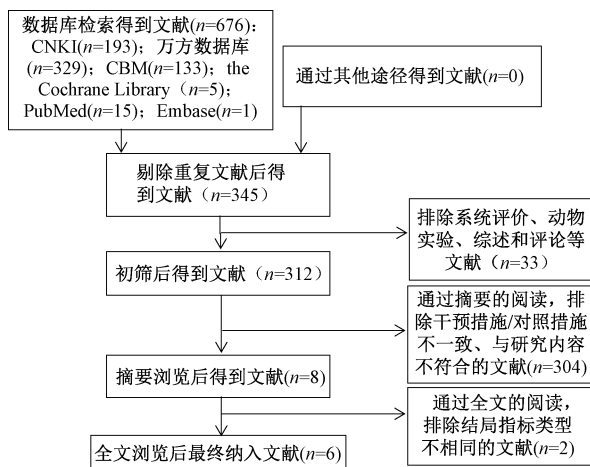 数据库检索得到文献(n=676)：
CNKI(n=193)；万方数据库
(n=329)；CBM(n=133)；the
Cochrane Library（n=5)；
PubMed(n=15)；Embase(n=1)
通过其他途径得到文献(n=0)
剔除重复文献后得
到文献（n=345）
排除系统评价、动物
实验、综述和评论等
文献（n=33）
初筛后得到文献（n=312)
通过摘要的阅读，排
除干预措施/对照措施
不一致、与研究内容
不符合的文献(n=304)
摘要浏览后得到文献(n=8)
通过全文的阅读，
排除结局指标类型
不相同的文献(n=2)
全文浏览后最终纳入文献(n=6)